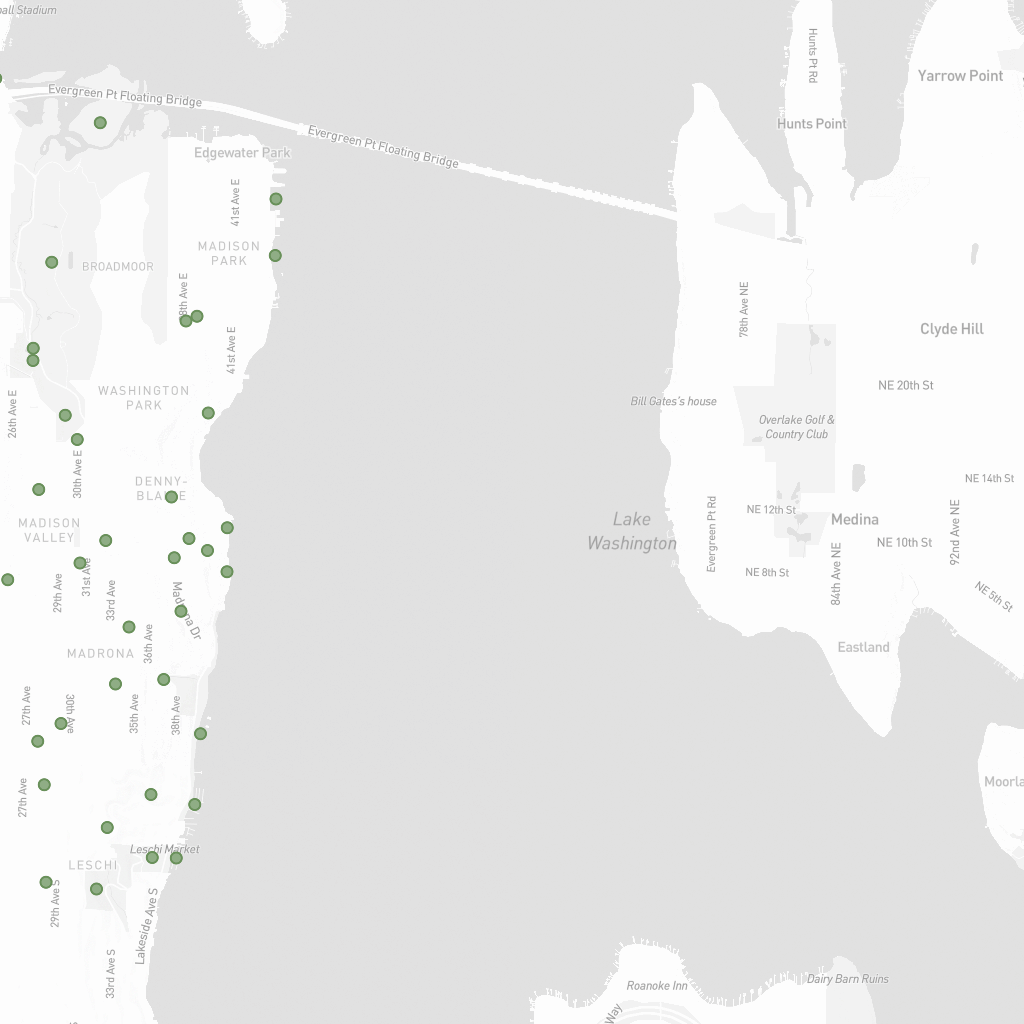 Stadium
Hunts Pt Rd
Yarrow Point
Evergreen Pt Floating Bridge
Evergreen Pt Floating Bridge
Hunts Point
Edgewater Park
41st Ave E
MADISON
PARK
BROADMOOR
78th Ave NE
Clyde Hill
41st Ave E
WASHINGTON
PARK
NE 20th St
26th Ave E
Bill Gates's house
Overlake Golf &
Country Club
30th Ave E
DENNY-
BLAINE
NE 14th St
MADISON
VALLEY
Lake
Washington
Evergreen Pt Rd
NE 12th St
Medina
92nd Ave NE
NE 10th St
29th Ave
31st Ave
33rd Ave
NE 8th St
84th Ave NE
NE 5th St
Madrona Dr
36th Ave
MADRONA
Eastland
27th Ave
30th Ave
35th Ave
38th Ave
27th Ave
Leschi Market
LESCHI
29th Ave S
Lakeside Ave S
33rd Ave S
Roanoke Inn
Dairy Barn Ruins
Way